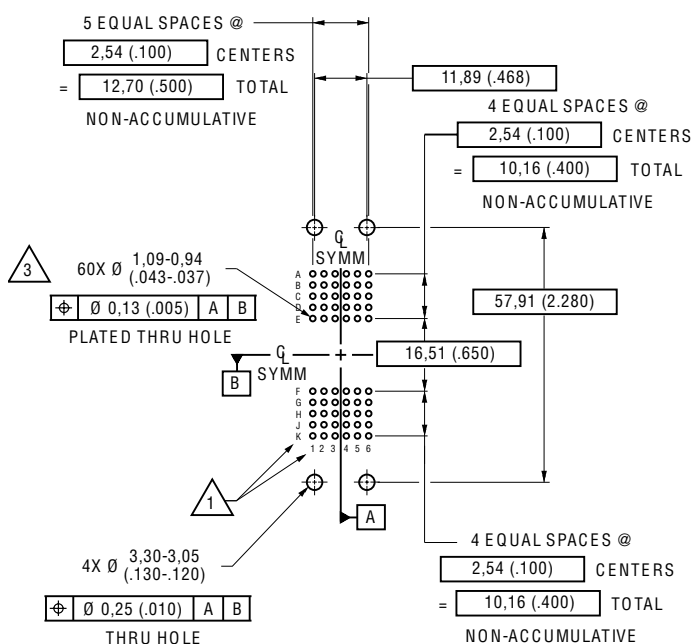 5 EQUAL SPACES @
2,54 (.100) CENTERS
= 12,70 (.500) TOTAL
NON-ACCUMULATIVE
11,89 (.468)
4 EQUAL SPACES @
2,54 (.100) CENTERS
= 10,16 (.400) TOTAL
NON-ACCUMULATIVE
℄
SYMM
3
60X Ø 1,09-0,94
(.043-.037)
⌖ Ø 0,13 (.005) A B
PLATED THRU HOLE
A
B
C
D
E
57,91 (2.280)
16,51 (.650)
℄
SYMM
B
F
G
H
J
K
1 2 3 4 5 6
1
A
4X Ø 3,30-3,05
(.130-.120)
⌖ Ø 0,25 (.010) A B
THRU HOLE
4 EQUAL SPACES @
2,54 (.100) CENTERS
= 10,16 (.400) TOTAL
NON-ACCUMULATIVE